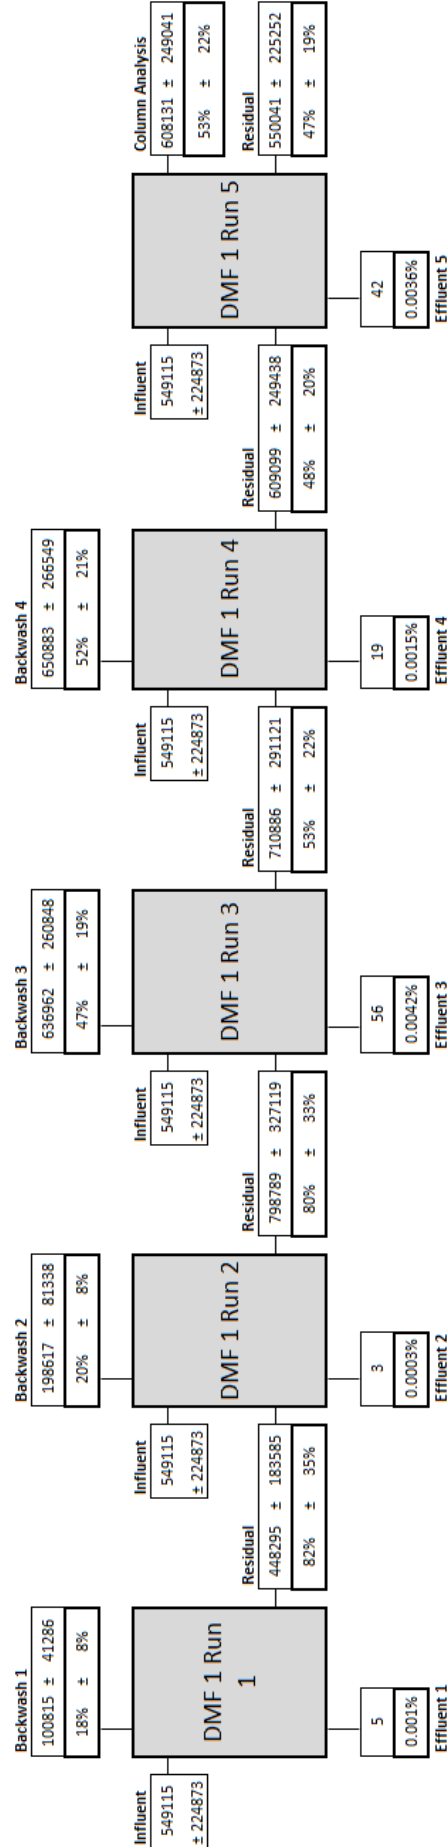 Influent
549115
± 224873
Backwash 1
100815 ± 41286
18% ± 8%
DMF 1 Run
1
5
0.001%
Effluent 1
Residual
448295 ± 183585
82% ± 35%
Influent
549115
± 224873
Backwash 2
198617 ± 81338
20% ± 8%
DMF 1 Run 2
3
0.0003%
Effluent 2
Residual
798789 ± 327119
80% ± 33%
Influent
549115
± 224873
Backwash 3
636962 ± 260848
47% ± 19%
DMF 1 Run 3
56
0.0042%
Effluent 3
Residual
710886 ± 291121
53% ± 22%
Influent
549115
± 224873
Backwash 4
650883 ± 266549
52% ± 21%
DMF 1 Run 4
19
0.0015%
Effluent 4
Residual
609099 ± 249438
48% ± 20%
Influent
549115
± 224873
DMF 1 Run 5
42
0.0036%
Effluent 5
Column Analysis
608131 ± 249041
53% ± 22%
Residual
550041 ± 225252
47% ± 19%